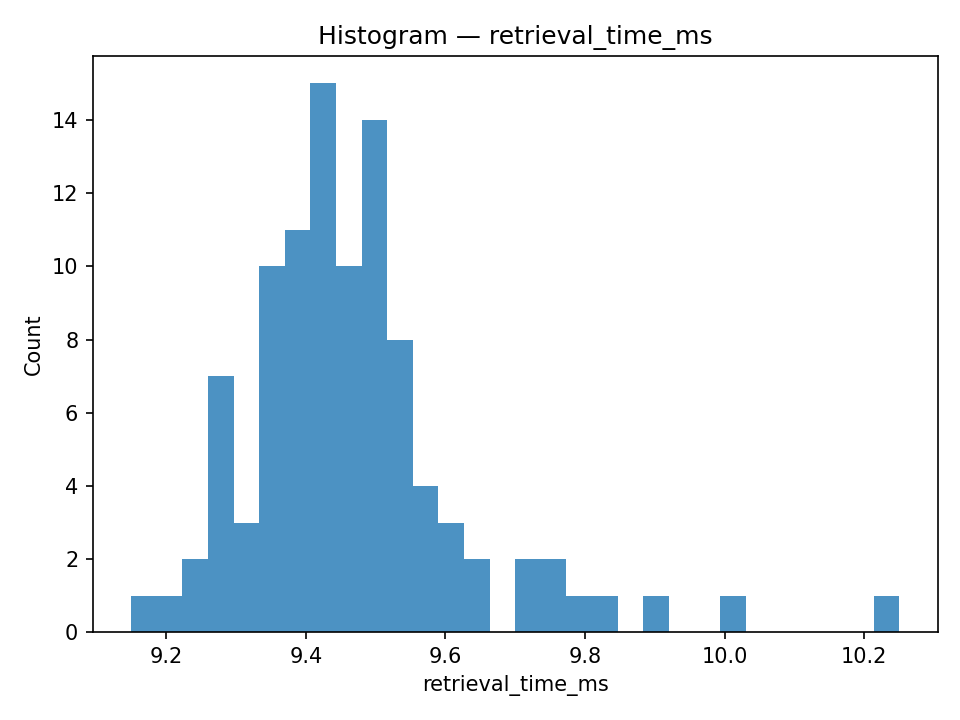 Histogram — retrieval_time_ms
14
12
10
8
6
4
2
0
Count
9.2 9.4 9.6 9.8 10.0 10.2
retrieval_time_ms